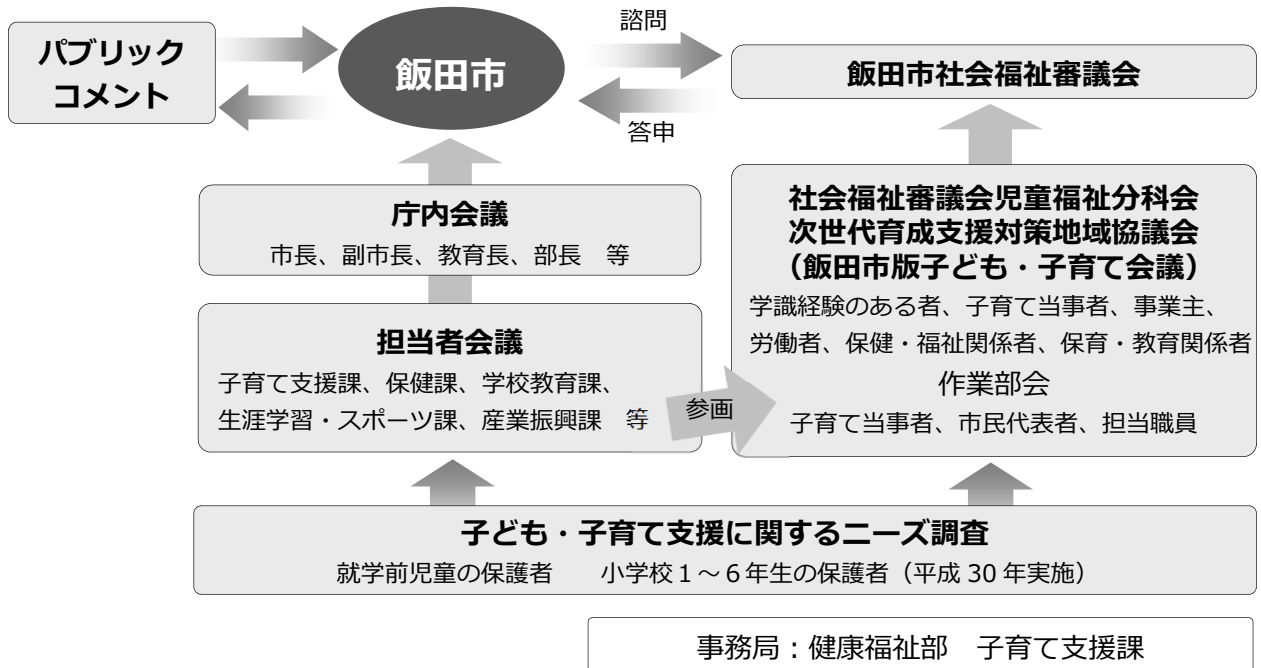 パブリック
コメント
飯田市
諮問
答申
飯田市社会福祉審議会
庁内会議
市長、副市長、教育長、部長　等
担当者会議
子育て支援課、保健課、学校教育課、
生涯学習・スポーツ課、産業振興課　等
参画
社会福祉審議会児童福祉分科会
次世代育成支援対策地域協議会
（飯田市版子ども・子育て会議）
学識経験のある者、子育て当事者、事業主、
労働者、保健・福祉関係者、保育・教育関係者
作業部会
子育て当事者、市民代表者、担当職員
子ども・子育て支援に関するニーズ調査
就学前児童の保護者　　小学校１～６年生の保護者（平成 30 年実施）
事務局：健康福祉部　子育て支援課